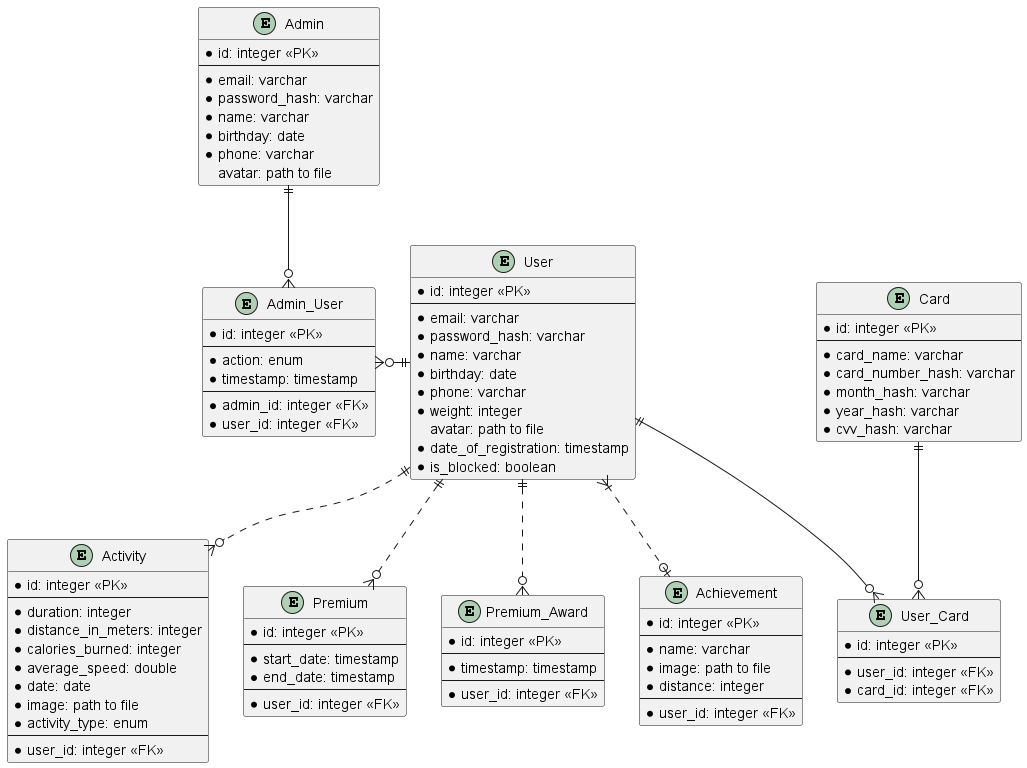 E Admin
id: integer «PK»
email: varchar
password_hash: varchar
name: varchar
birthday: date
phone: varchar
avatar: path to file
E Admin_User
id: integer «PK»
action: enum
timestamp: timestamp
admin_id: integer «FK»
user_id: integer «FK»
E User
id: integer «PK»
email: varchar
password_hash: varchar
name: varchar
birthday: date
phone: varchar
weight: integer
avatar: path to file
date_of_registration: timestamp
is_blocked: boolean
E Card
id: integer «PK»
card_name: varchar
card_number_hash: varchar
month_hash: varchar
year_hash: varchar
cvv_hash: varchar
E Activity
id: integer «PK»
duration: integer
distance_in_meters: integer
calories_burned: integer
average_speed: double
date: date
image: path to file
activity_type: enum
user_id: integer «FK»
E Premium
id: integer «PK»
start_date: timestamp
end_date: timestamp
user_id: integer «FK»
E Premium_Award
id: integer «PK»
timestamp: timestamp
user_id: integer «FK»
E Achievement
id: integer «PK»
name: varchar
image: path to file
distance: integer
user_id: integer «FK»
E User_Card
id: integer «PK»
user_id: integer «FK»
card_id: integer «FK»